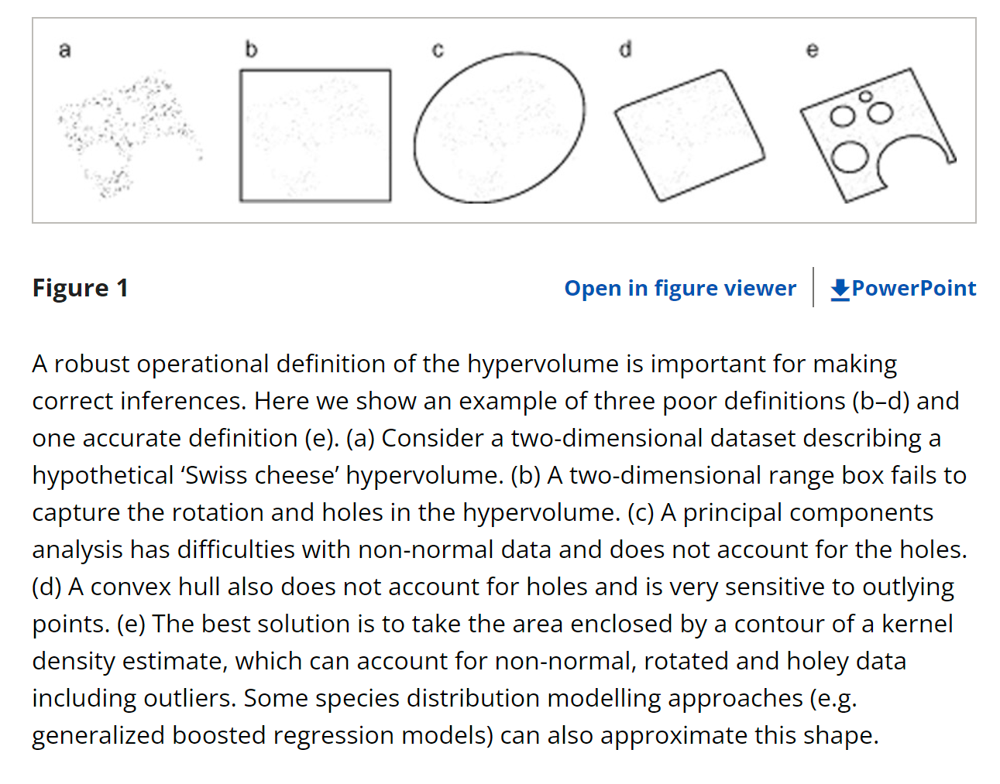 a b c d e
Figure 1
Open in figure viewer PowerPoint
A robust operational definition of the hypervolume is important for making
correct inferences. Here we show an example of three poor definitions (b–d) and
one accurate definition (e). (a) Consider a two-dimensional dataset describing a
hypothetical ‘Swiss cheese’ hypervolume. (b) A two-dimensional range box fails to
capture the rotation and holes in the hypervolume. (c) A principal components
analysis has difficulties with non-normal data and does not account for the holes.
(d) A convex hull also does not account for holes and is very sensitive to outlying
points. (e) The best solution is to take the area enclosed by a contour of a kernel
density estimate, which can account for non-normal, rotated and holey data
including outliers. Some species distribution modelling approaches (e.g.
generalized boosted regression models) can also approximate this shape.